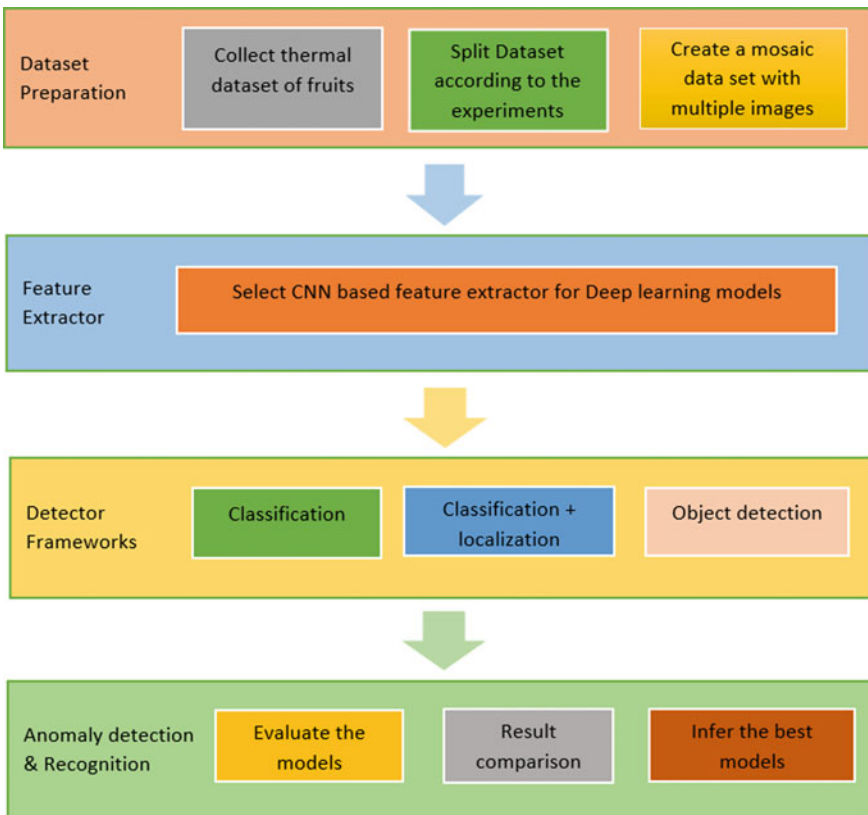 Dataset
Preparation
Collect thermal
dataset of fruits
Split Dataset
according to the
experiments
Create a mosaic
data set with
multiple images
Feature
Extractor
Select CNN based feature extractor for Deep learning models
Detector
Frameworks
Classification
Classification +
localization
Object detection
Anomaly detection
& Recognition
Evaluate the
models
Result
comparison
Infer the best
models